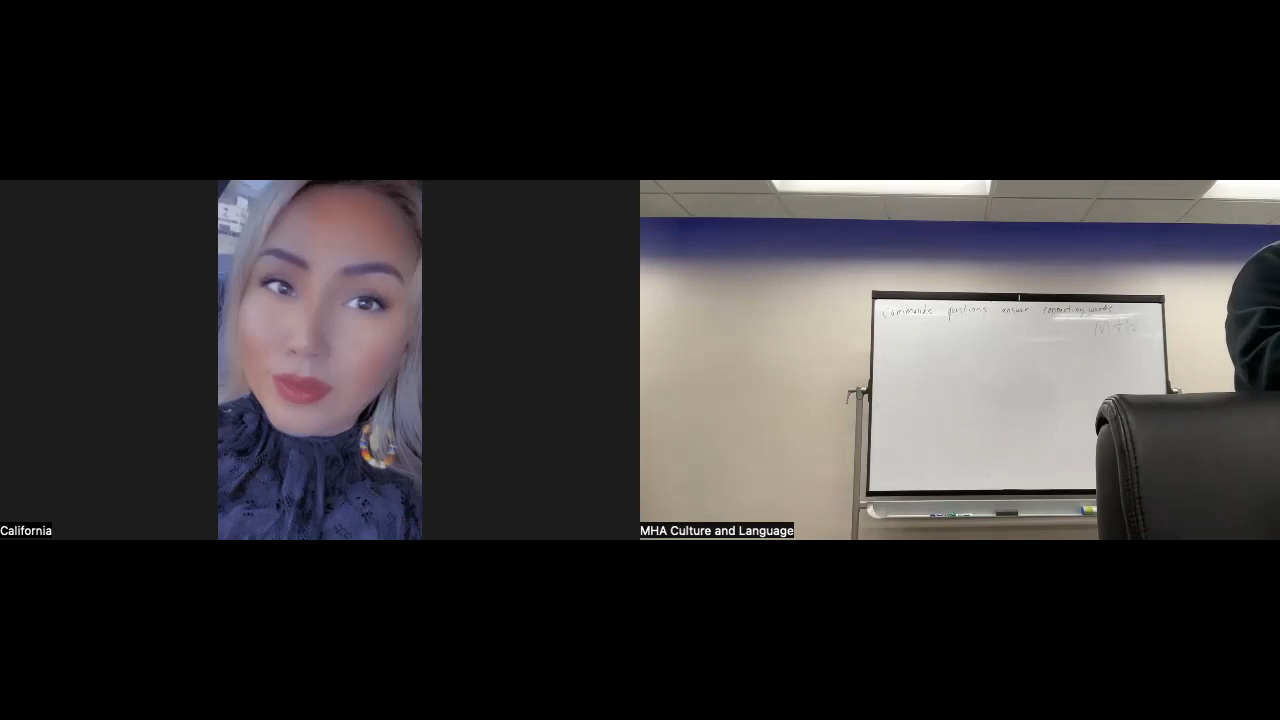 commands questions answer connecting words
California
MHA Culture and Language